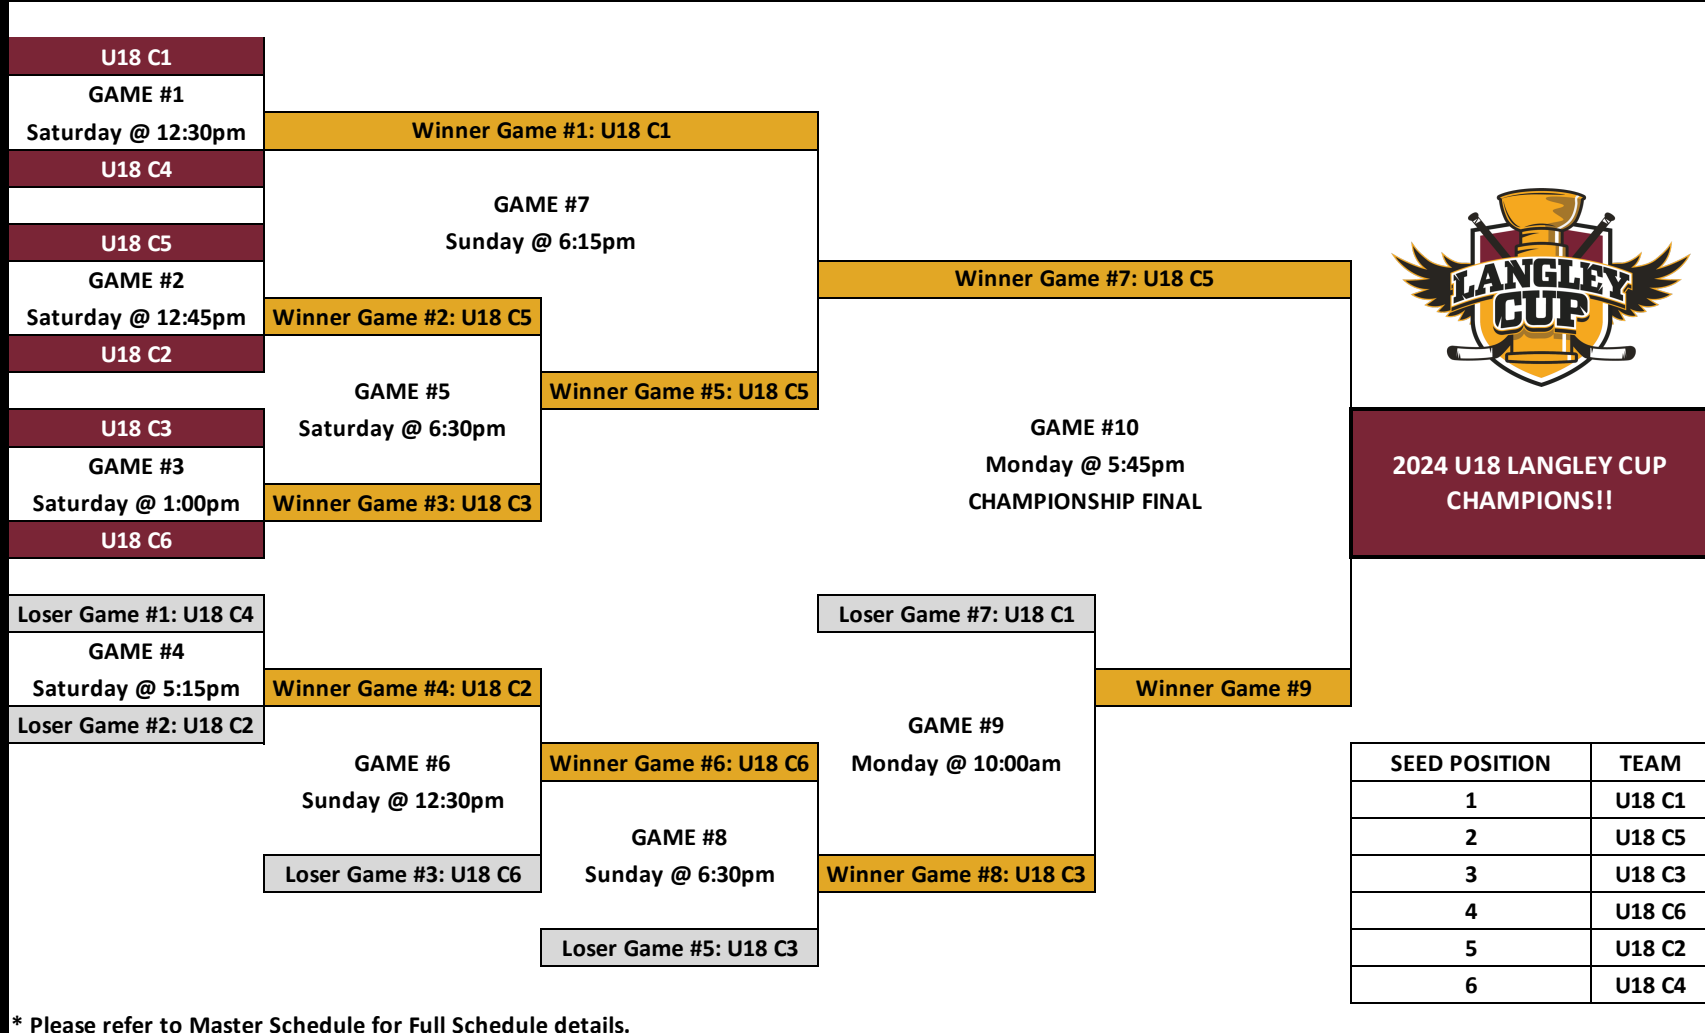 U18 C1
GAME #1
Saturday @ 12:30pm
Winner Game #1: U18 C1
U18 C4
GAME #7
Sunday @ 6:15pm
U18 C5
GAME #2
Saturday @ 12:45pm
Winner Game #2: U18 C5
U18 C2
Winner Game #7: U18 C5
LANGLEY
CUP
GAME #5
Saturday @ 6:30pm
Winner Game #5: U18 C5
U18 C3
GAME #3
Saturday @ 1:00pm
Winner Game #3: U18 C3
U18 C6
GAME #10
Monday @ 5:45pm
CHAMPIONSHIP FINAL
2024 U18 LANGLEY CUP
CHAMPIONS!!
Loser Game #1: U18 C4
GAME #4
Saturday @ 5:15pm
Winner Game #4: U18 C2
Loser Game #2: U18 C2
Loser Game #7: U18 C1
Winner Game #9
GAME #9
Monday @ 10:00am
GAME #6
Sunday @ 12:30pm
Winner Game #6: U18 C6
GAME #8
Sunday @ 6:30pm
Loser Game #3: U18 C6
Winner Game #8: U18 C3
Loser Game #5: U18 C3
SEED POSITION TEAM
1 U18 C1
2 U18 C5
3 U18 C3
4 U18 C6
5 U18 C2
6 U18 C4
* Please refer to Master Schedule for Full Schedule details.